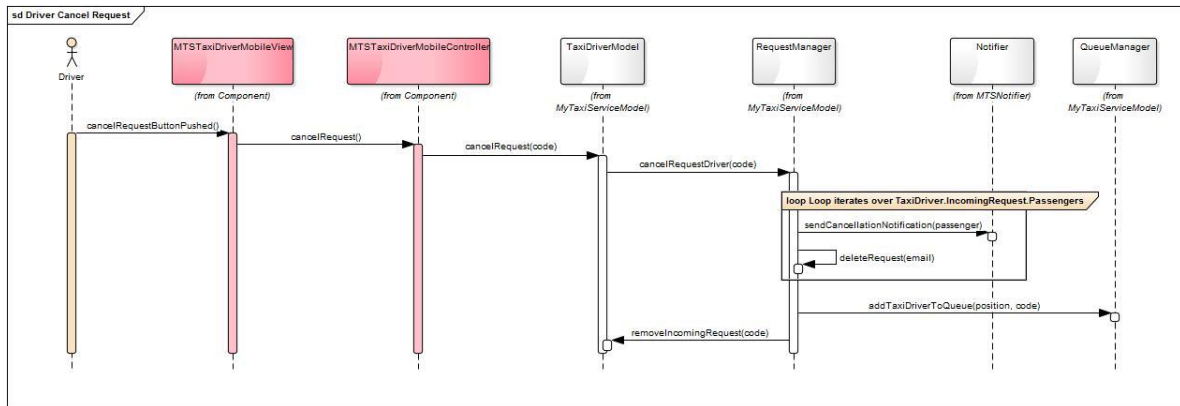 sd Driver Cancel Request
MTSTaxiDriverMobileView
MTSTaxiDriverMobileController
TaxiDriverModel
RequestManager
Notifier
QueueManager
Driver
(from Component)
(from Component)
(from
MyTaxiServiceModel)
(from
MyTaxiServiceModel)
(from MTSNotifier)
(from
MyTaxiServiceModel)
cancelRequestButtonPushed()
cancelRequest()
cancelRequest(code)
cancelRequestDriver(code)
loop Loop iterates over TaxiDriver.IncomingRequest.Passengers
sendCancellationNotification(passenger)
deleteRequest(email)
addTaxiDriverToQueue(position, code)
removeIncomingRequest(code)